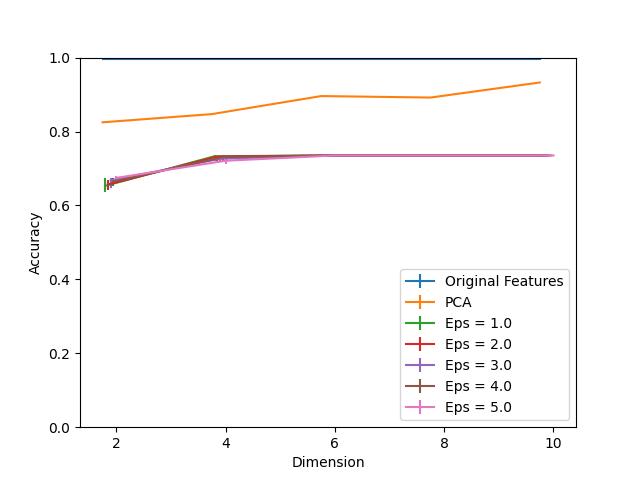 1.0
0.8
0.6
0.4
0.2
0.0
Accuracy
2
4
6
8
10
Dimension
Original Features
PCA
Eps = 1.0
Eps = 2.0
Eps = 3.0
Eps = 4.0
Eps = 5.0